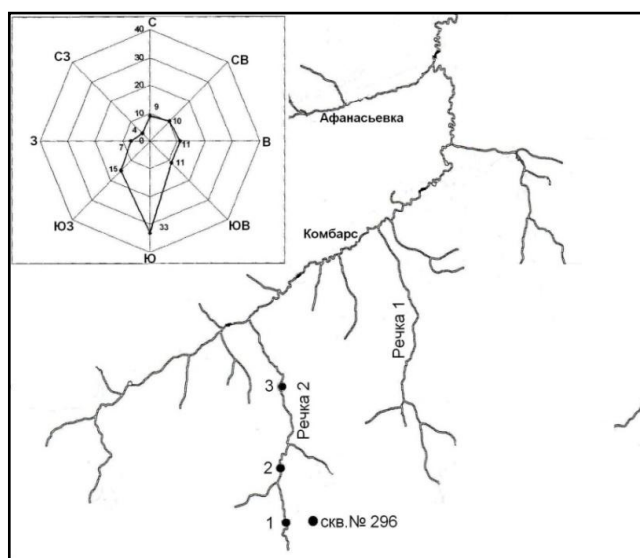 С
40
СЗ
30
СВ
20
10
9
4
10
З
7
0
11
В
15
11
ЮЗ
33
ЮВ
Ю
Афанасьевка
Комбарс
Речка 1
Речка 2
3
2
1
скв.№ 296